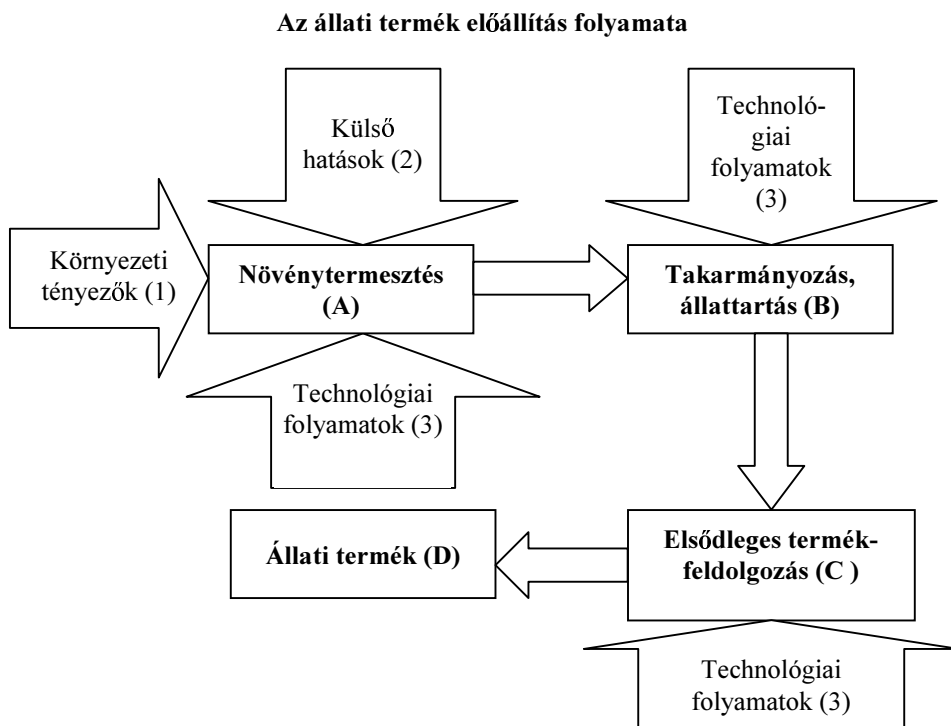 Az állati termék előállítás folyamata
Külső
hatások (2)
Technoló-
giai
folyamatok
(3)
Környezeti
tényezők (1)
Növénytermesztés
(A)
Takarmányozás,
állattartás (B)
Technológiai
folyamatok (3)
Állati termék (D)
Elsődleges termék-
feldolgozás (C )
Technológiai
folyamatok (3)